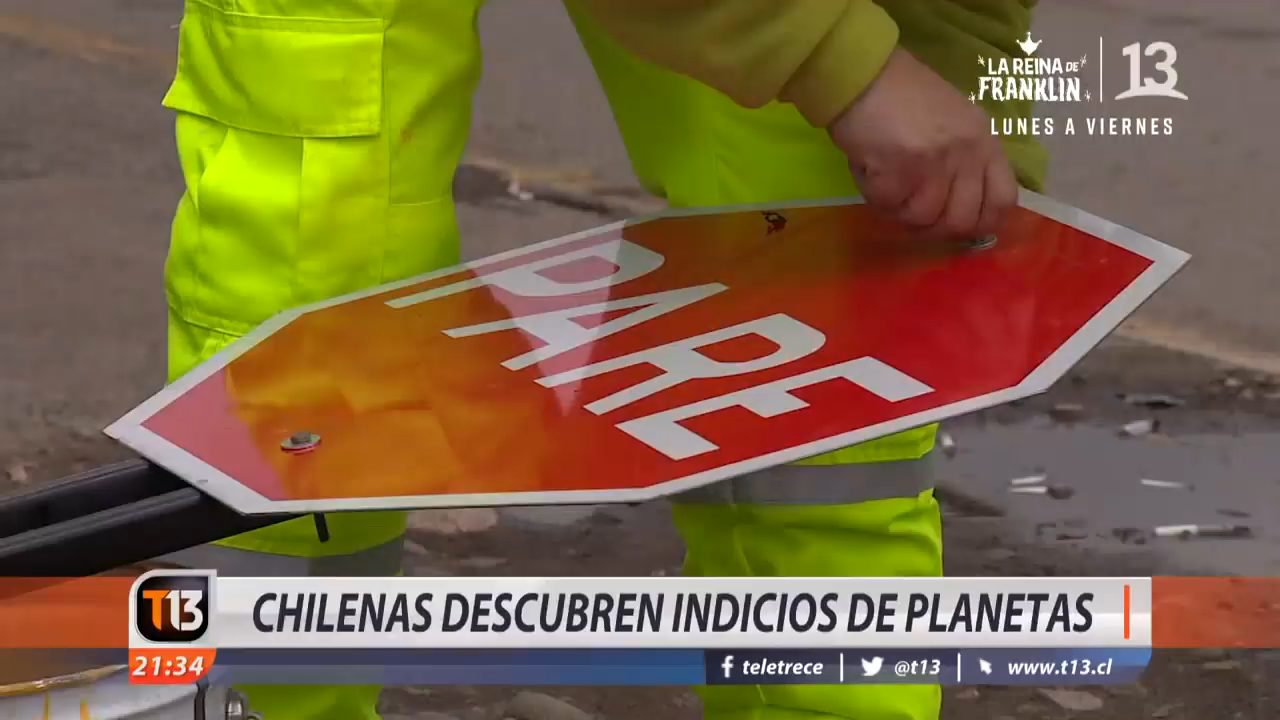 LA REINA DE
FRANKLIN
13
LUNES A VIERNES
PARE
T13
CHILENAS DESCUBREN INDICIOS DE PLANETAS
21:34
teletrece
@t13
www.t13.cl